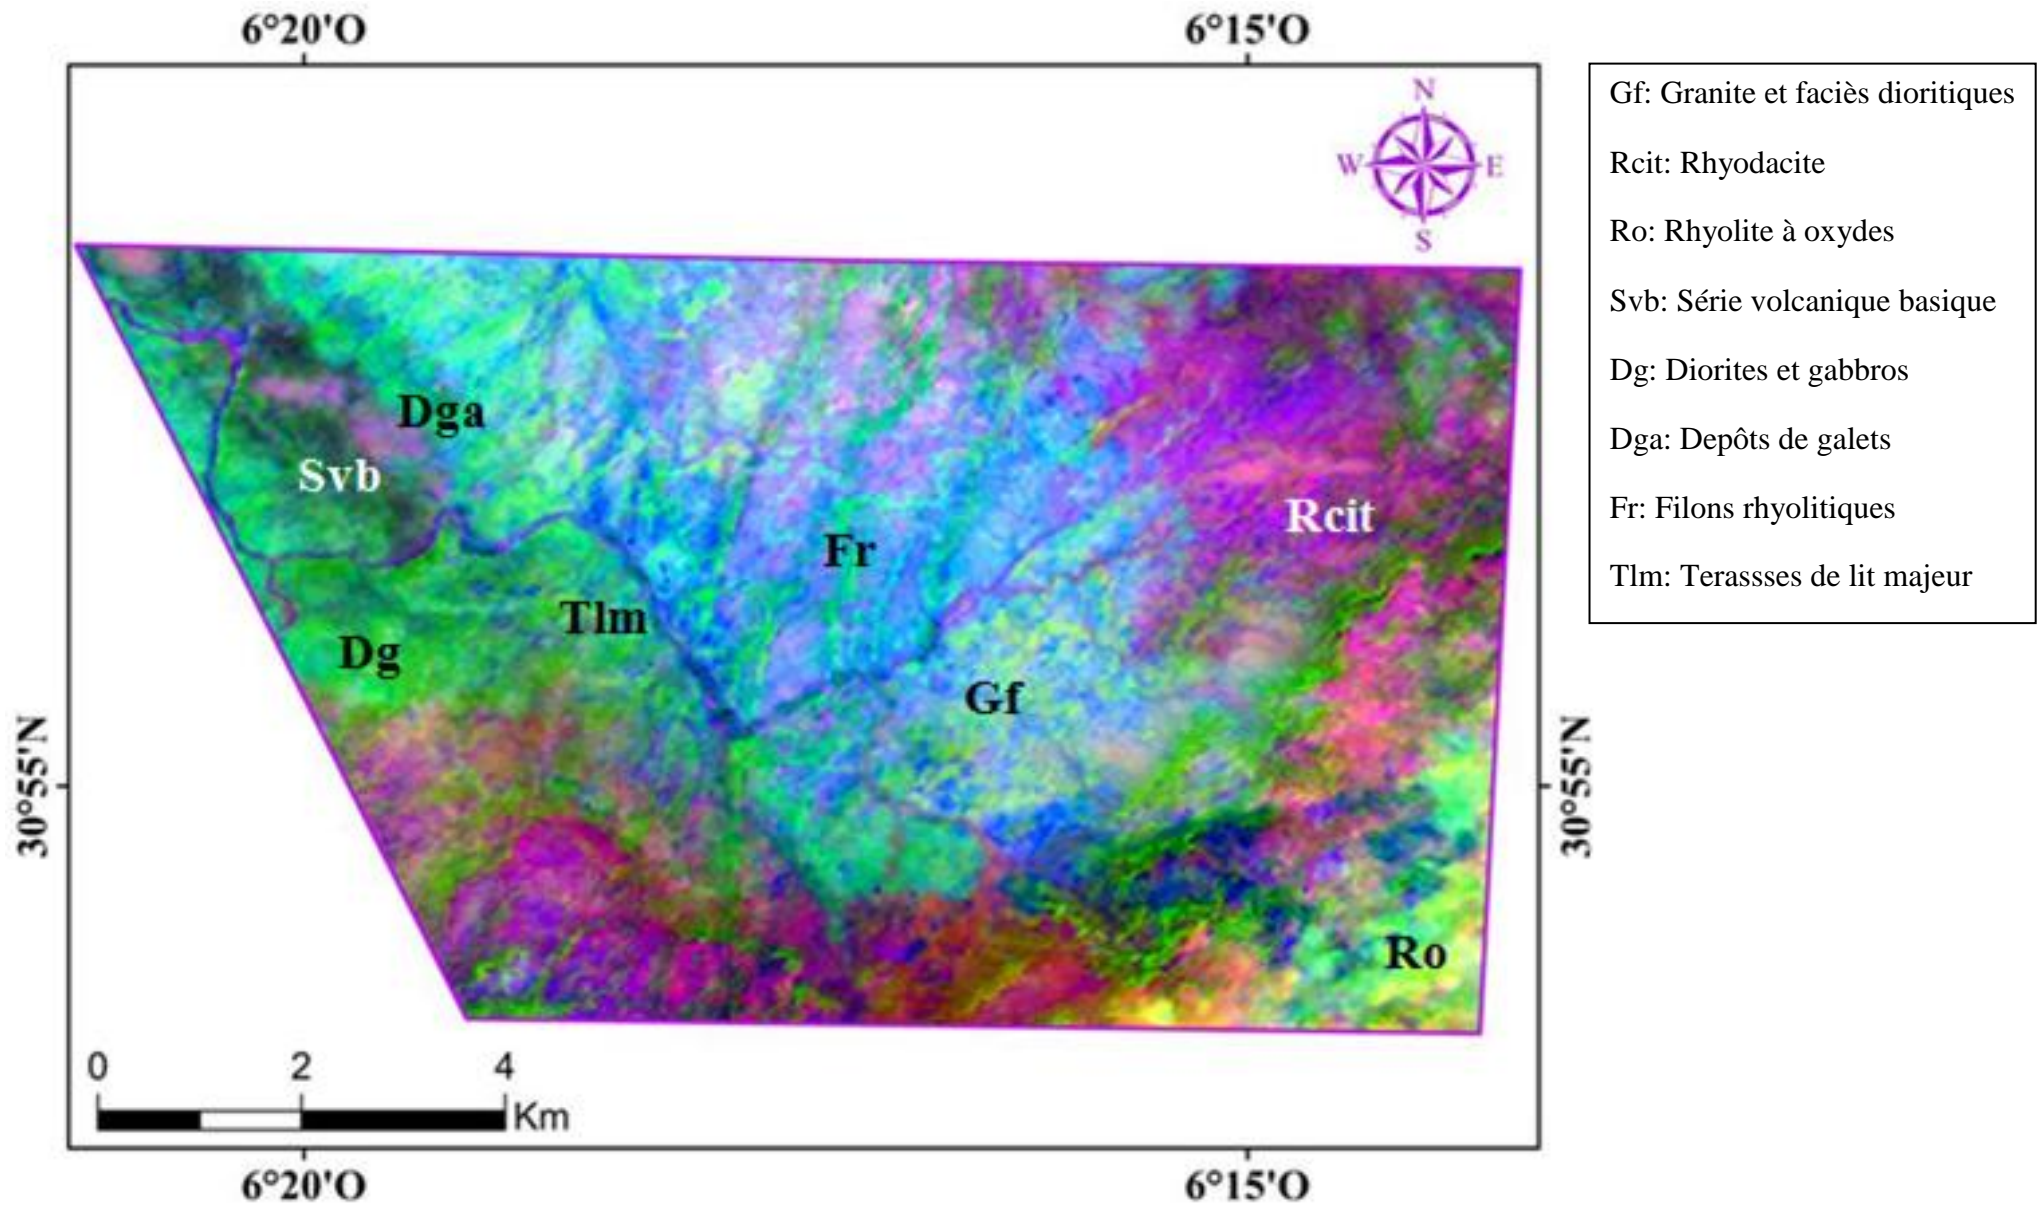 6°20'O
6°15'O
N
W
E
S
Gf: Granite et faciès dioritiques
Rcit: Rhyodacite
Ro: Rhyolite à oxydes
Svb: Série volcanique basique
Dg: Diorites et gabbros
Dga: Depôts de galets
Fr: Filons rhyolitiques
Tlm: Terassses de lit majeur
Dga
Svb
Rcit
Fr
Tlm
Dg
Gf
30°55'N
30°55'N
Ro
0
2
4
Km
6°20'O
6°15'O